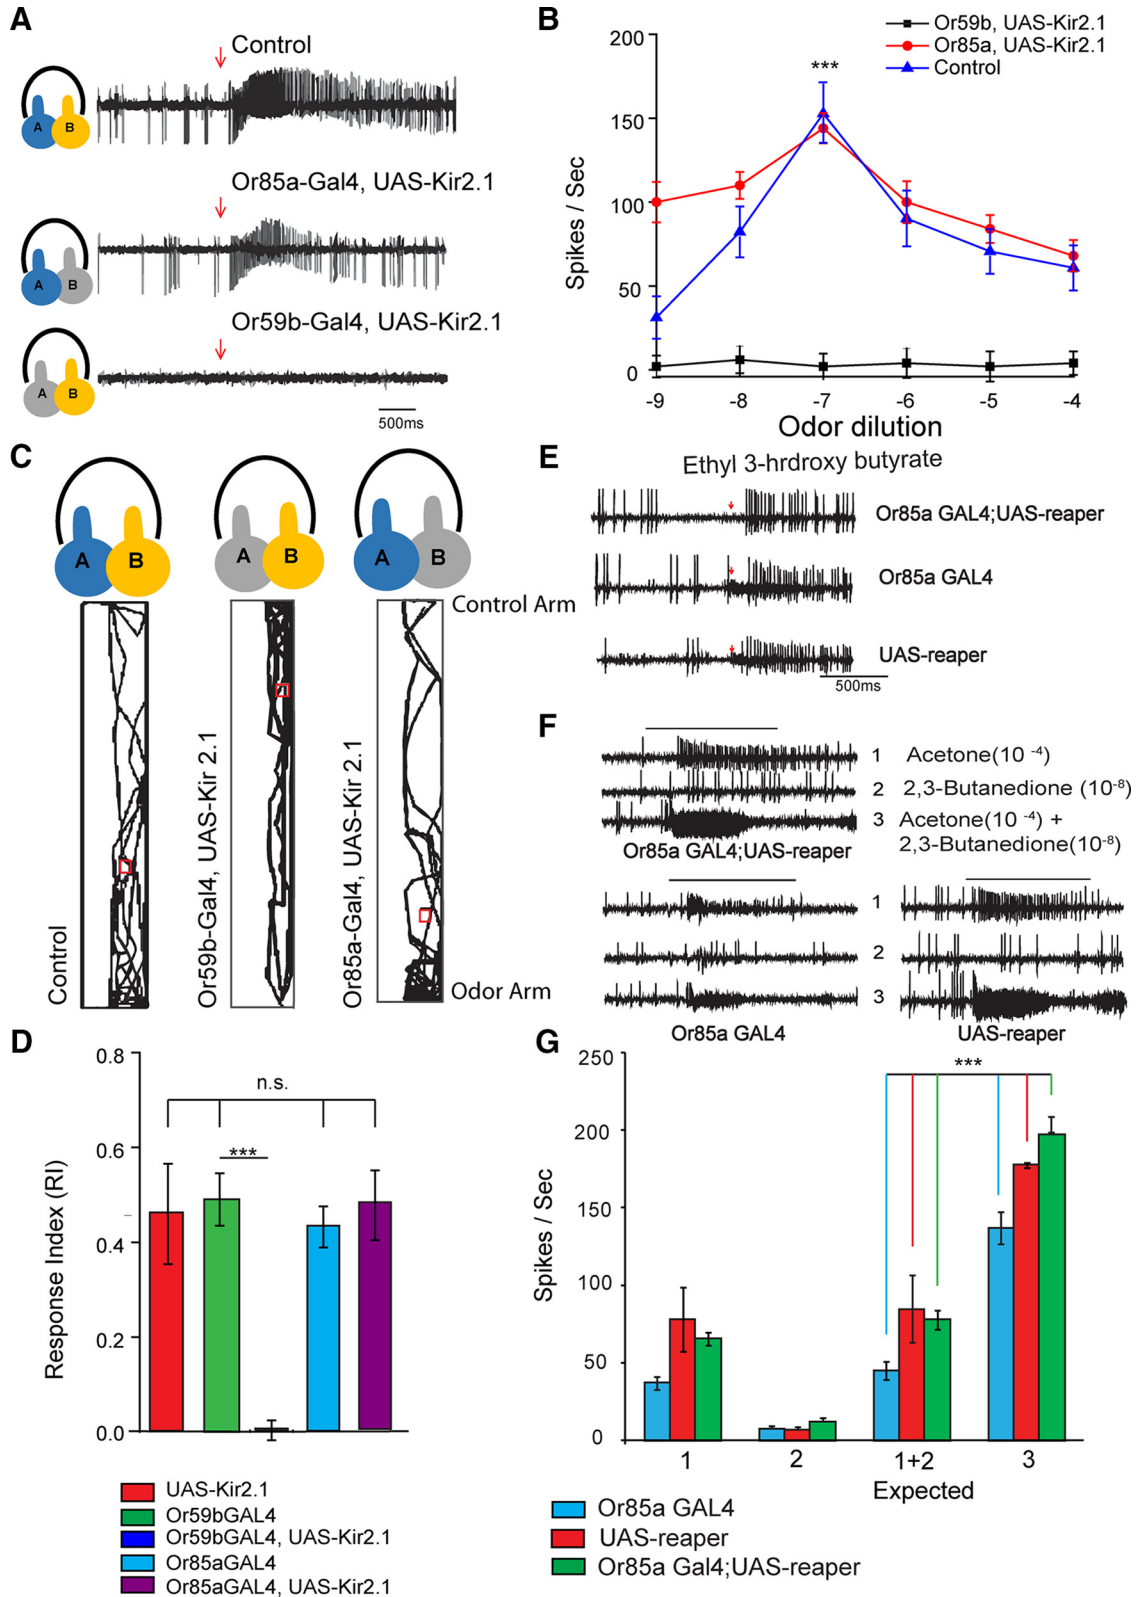 A
Control
A B
Or85a-Gal4, UAS-Kir2.1
A B
Or59b-Gal4, UAS-Kir2.1
A B
500ms
B
Or59b, UAS-Kir2.1
Or85a, UAS-Kir2.1
Control
200
150
100
50
0
Spikes / Sec
***
-9 -8 -7 -6 -5 -4
Odor dilution
C
A B
A B
A B
Control
Or59b-Gal4, UAS-Kir 2.1
Or85a-Gal4, UAS-Kir 2.1
Control Arm
Odor Arm
E
Ethyl 3-hrdroxy butyrate
Or85a GAL4;UAS-reaper
Or85a GAL4
UAS-reaper
500ms
F
1 Acetone(10 -4)
2 2,3-Butanedione (10-8)
3 Acetone(10 -4) +
2,3-Butanedione(10-8)
Or85a GAL4;UAS-reaper
1
2
3
Or85a GAL4
UAS-reaper
D
0.8
0.6
0.4
0.2
0.0
Response Index (RI)
n.s.
***
UAS-Kir2.1
Or59bGAL4
Or59bGAL4, UAS-Kir2.1
Or85aGAL4
Or85aGAL4, UAS-Kir2.1
G
250
200
150
100
50
0
Spikes / Sec
***
1 2 1+2 3
Expected
Or85a GAL4
UAS-reaper
Or85a Gal4;UAS-reaper